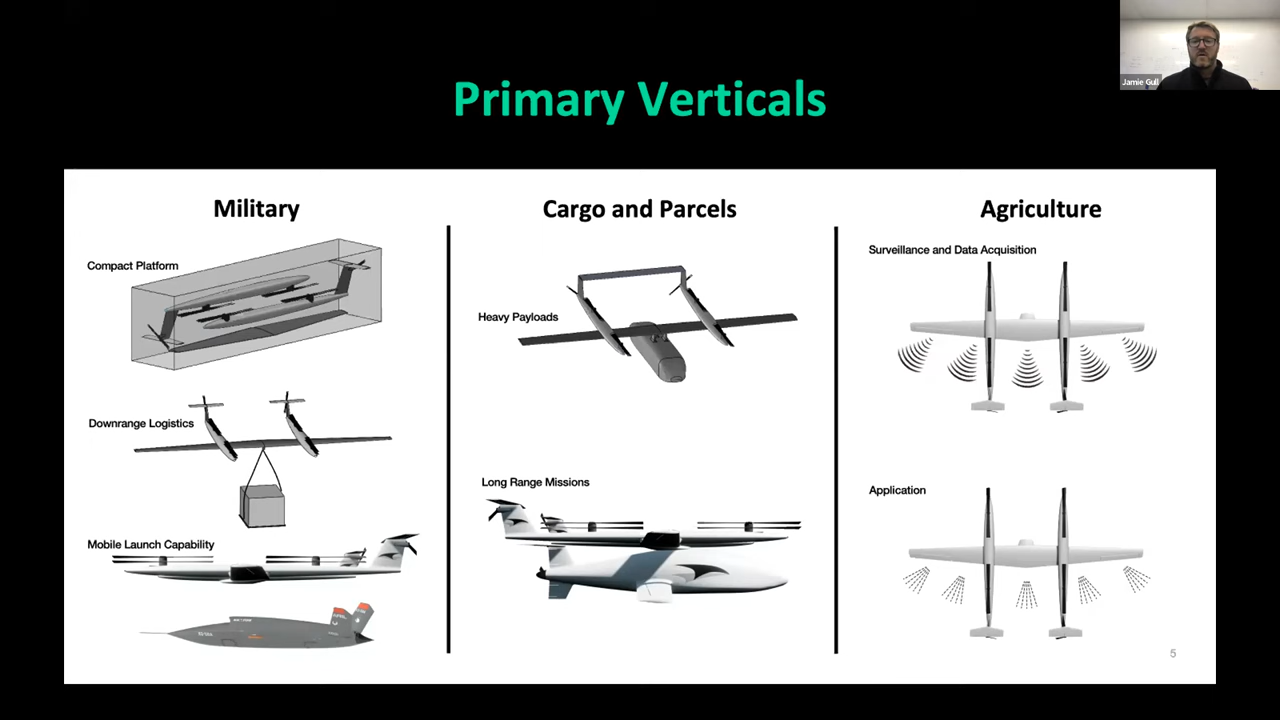 Jamie Gull
Primary Verticals
Military
Compact Platform
Downrange Logistics
Mobile Launch Capability
Cargo and Parcels
Heavy Payloads
Long Range Missions
Agriculture
Surveillance and Data Acquisition
Application
5